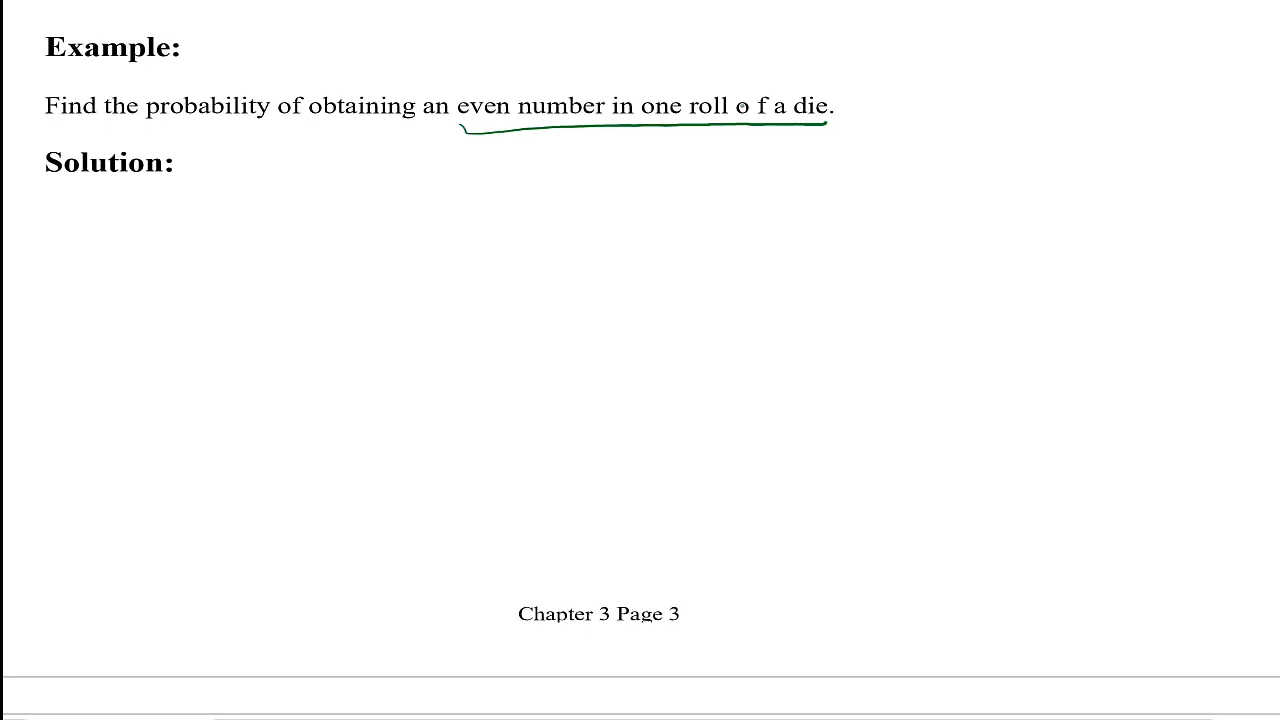 Example:
Find the probability of obtaining an even number in one roll o f a die.
Solution:
Chapter 3 Page 3